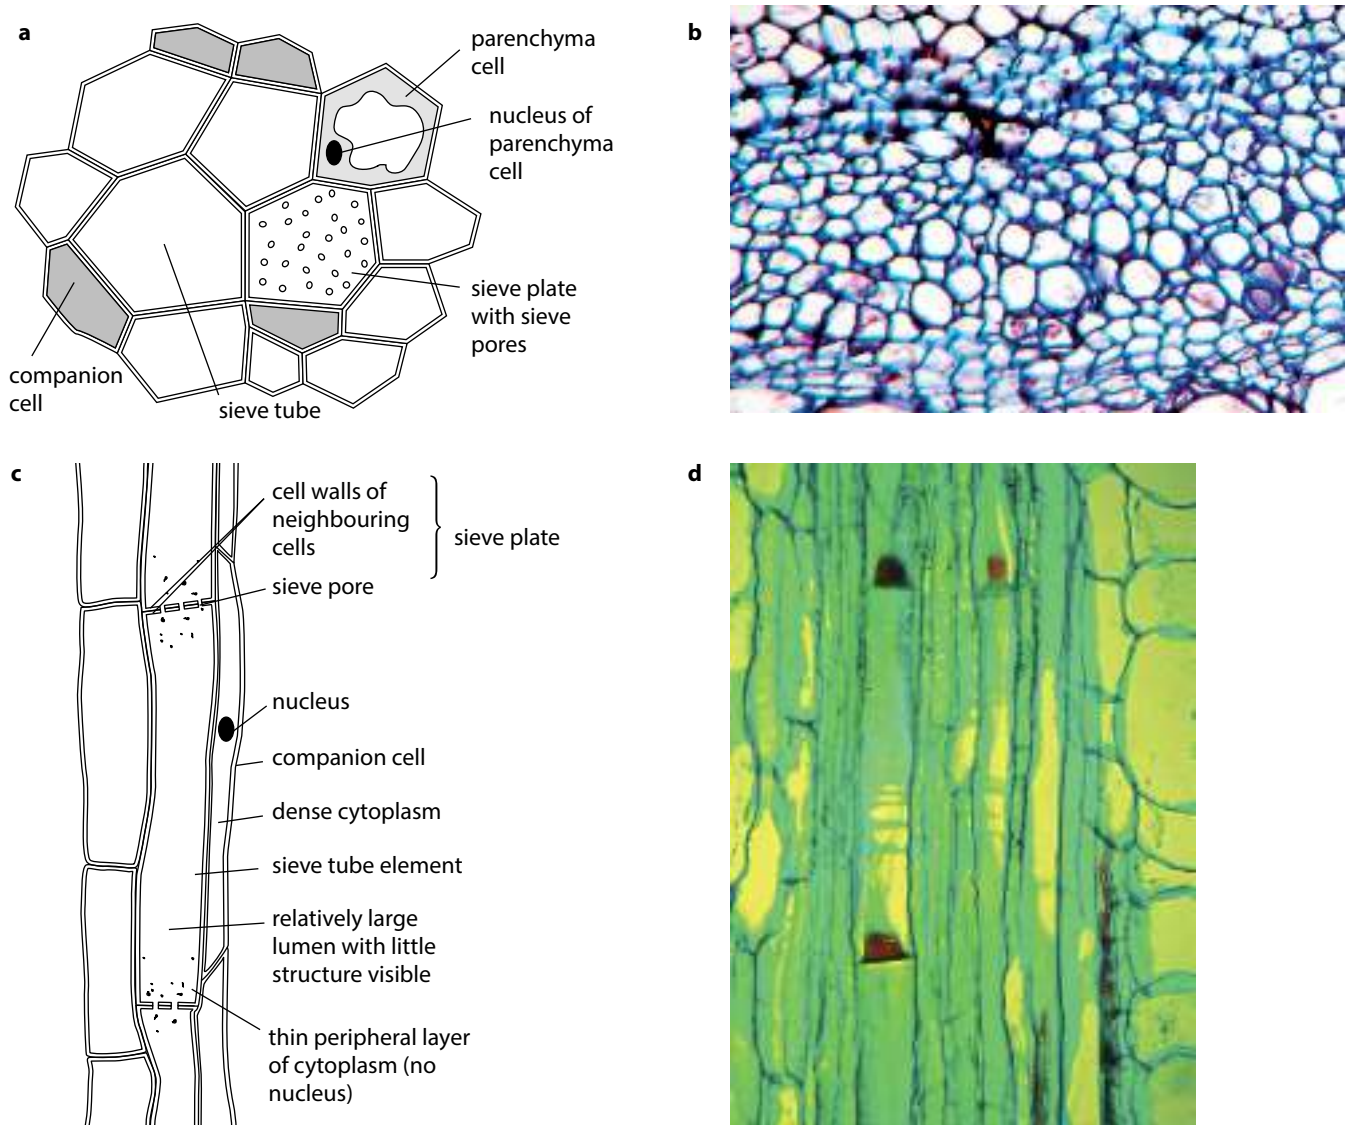 a
parenchyma
cell
nucleus of
parenchyma
cell
sieve plate
with sieve
pores
companion
cell
sieve tube
b
c
cell walls of
neighbouring
cells
sieve plate
sieve pore
nucleus
companion cell
dense cytoplasm
sieve tube element
relatively large
lumen with little
structure visible
thin peripheral layer
of cytoplasm (no
nucleus)
d